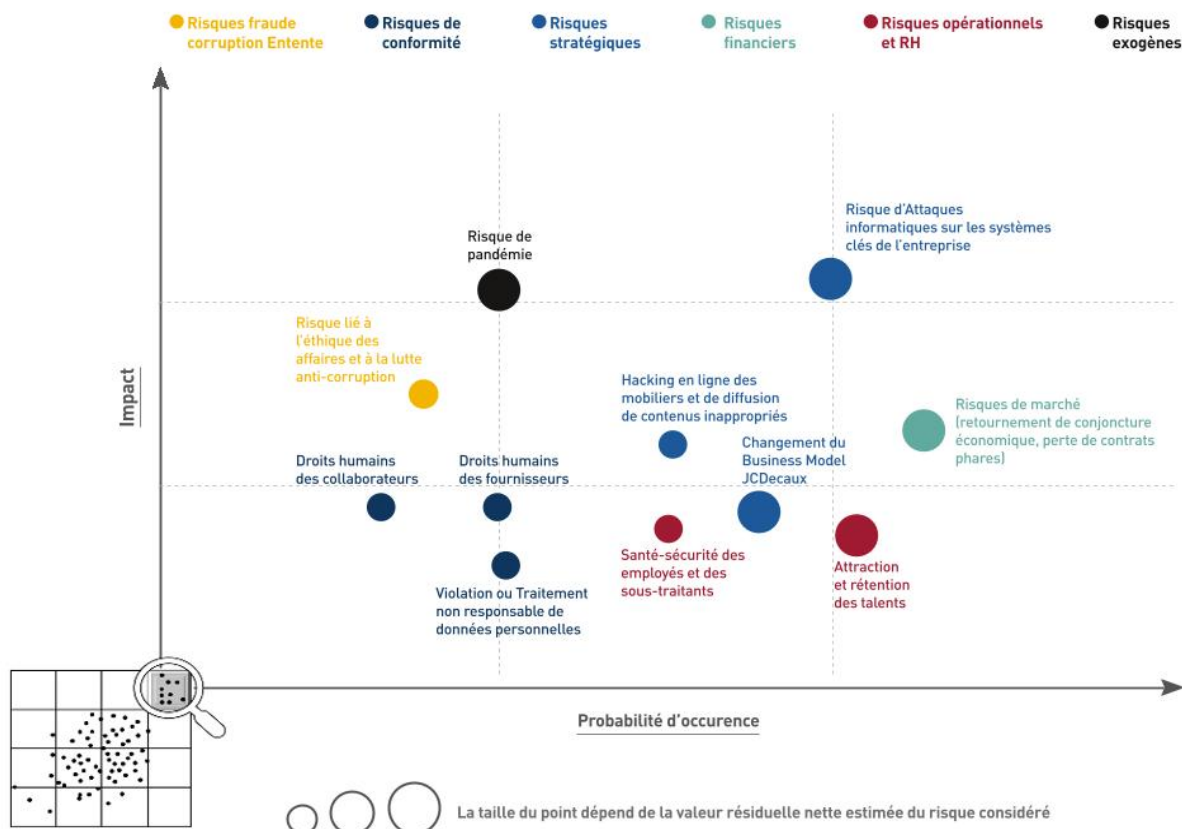 Risques fraude
corruption Entente
Risques de
conformité
Risques
stratégiques
Risques
financiers
Risques opérationnels
et RH
Risques
exogènes
Impact
Risque d'Attaques
informatiques sur les systèmes
clés de l'entreprise
Risque de
pandémie
Risque lié à
l'éthique des
affaires et à la lutte
anti-corruption
Hacking en ligne des
mobiliers et de diffusion
de contenus inappropriés
Risques de marché
(retournement de conjoncture
économique, perte de contrats
phares)
Changement du
Business Model
JCDecaux
Droits humains
des collaborateurs
Droits humains
des fournisseurs
Santé-sécurité des
employés et des
sous-traitants
Attraction
et rétention
des talents
Violation ou Traitement
non responsable de
données personnelles
Probabilité d'occurence
La taille du point dépend de la valeur résiduelle nette estimée du risque considéré